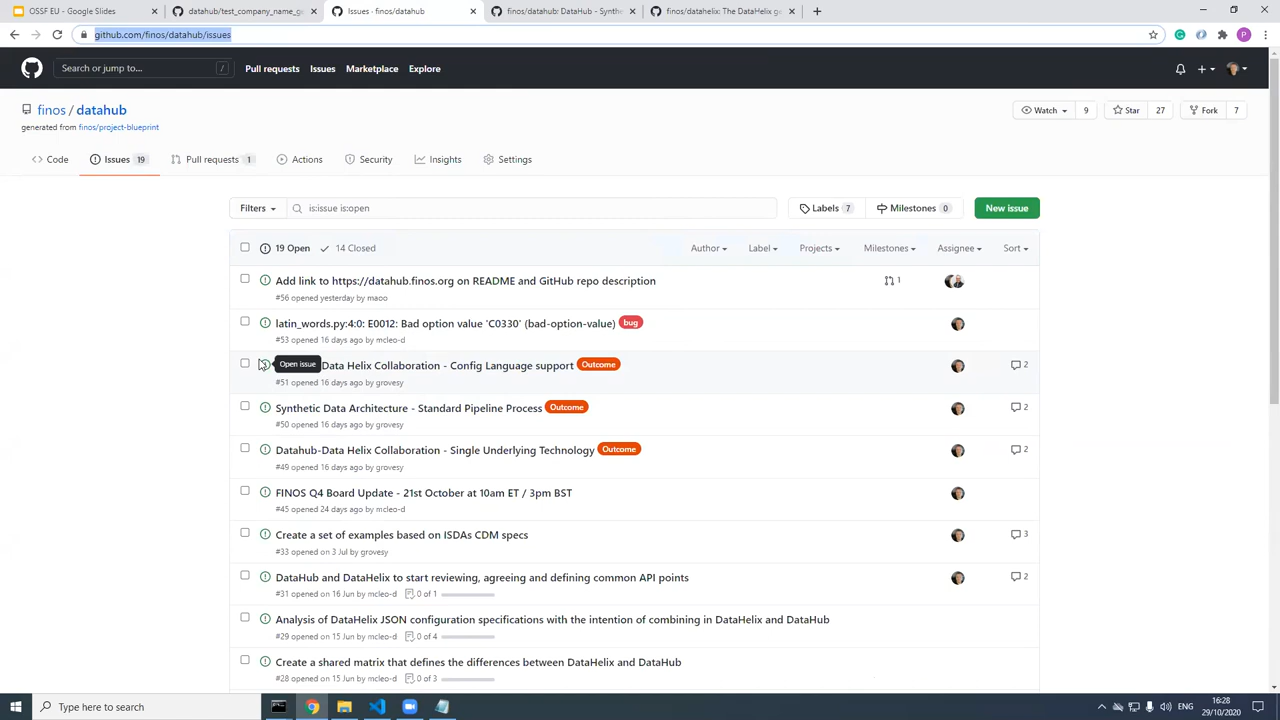 OSSF EU - Google Slides
datahub/test_company_name_ge
Issues · finos/datahub
finos/datahub: DataHub - Synthe
finos/datahelix: The DataHelix ge
github.com/finos/datahub/issues
P
Search or jump to...
/
Pull requests
Issues
Marketplace
Explore
finos / datahub
generated from finos/project-blueprint
Watch 9
Star 27
Fork 7
Code
Issues 19
Pull requests 1
Actions
Security
Insights
Settings
Filters
is:issue is:open
Labels 7
Milestones 0
New issue
19 Open
14 Closed
Author
Label
Projects
Milestones
Assignee
Sort
Add link to https://datahub.finos.org on README and GitHub repo description
1
#56 opened yesterday by maoo
latin_words.py:4:0: E0012: Bad option value 'C0330' (bad-option-value) bug
#53 opened 16 days ago by mcleo-d
Open issue
Data Helix Collaboration - Config Language support Outcome
2
#51 opened 16 days ago by grovesy
Synthetic Data Architecture - Standard Pipeline Process Outcome
2
#50 opened 16 days ago by grovesy
Datahub-Data Helix Collaboration - Single Underlying Technology Outcome
2
#49 opened 16 days ago by grovesy
FINOS Q4 Board Update - 21st October at 10am ET / 3pm BST
#45 opened 24 days ago by mcleo-d
Create a set of examples based on ISDAs CDM specs
3
#33 opened on 3 Jul by grovesy
DataHub and DataHelix to start reviewing, agreeing and defining common API points
2
#31 opened on 16 Jun by mcleo-d 0 of 1
Analysis of DataHelix JSON configuration specifications with the intention of combining in DataHelix and DataHub
#29 opened on 15 Jun by mcleo-d 0 of 4
Create a shared matrix that defines the differences between DataHelix and DataHub
#28 opened on 15 Jun by mcleo-d 0 of 3
Type here to search
ENG
16:28
29/10/2020